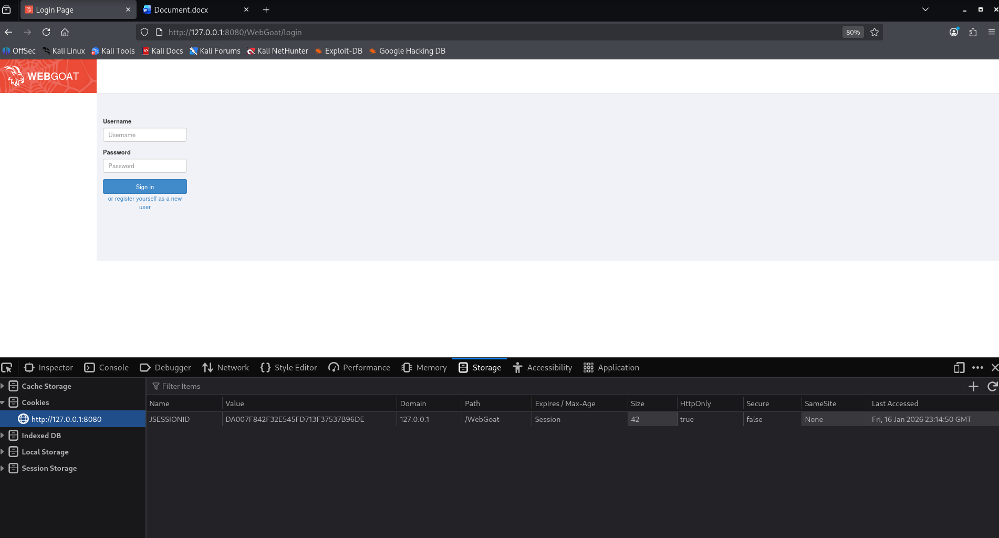 Login Page
Document.docx
http://127.0.0.1:8080/WebGoat/login
80%
OffSec Kali Linux Kali Tools Kali Docs Kali Forums Kali NetHunter Exploit-DB Google Hacking DB
WEBGOAT
Username
Username
Password
Password
Sign in
or register yourself as a new
user
Inspector Console Debugger Network Style Editor Performance Memory Storage Accessibility Application
Cache Storage
Cookies
http://127.0.0.1:8080
Indexed DB
Local Storage
Session Storage
Filter Items
Name Value Domain Path Expires / Max-Age Size HttpOnly Secure SameSite Last Accessed
JSESSIONID DA007F842F32E545FD713F37537B96DE 127.0.0.1 /WebGoat Session 42 true false None Fri, 16 Jan 2026 23:14:50 GMT